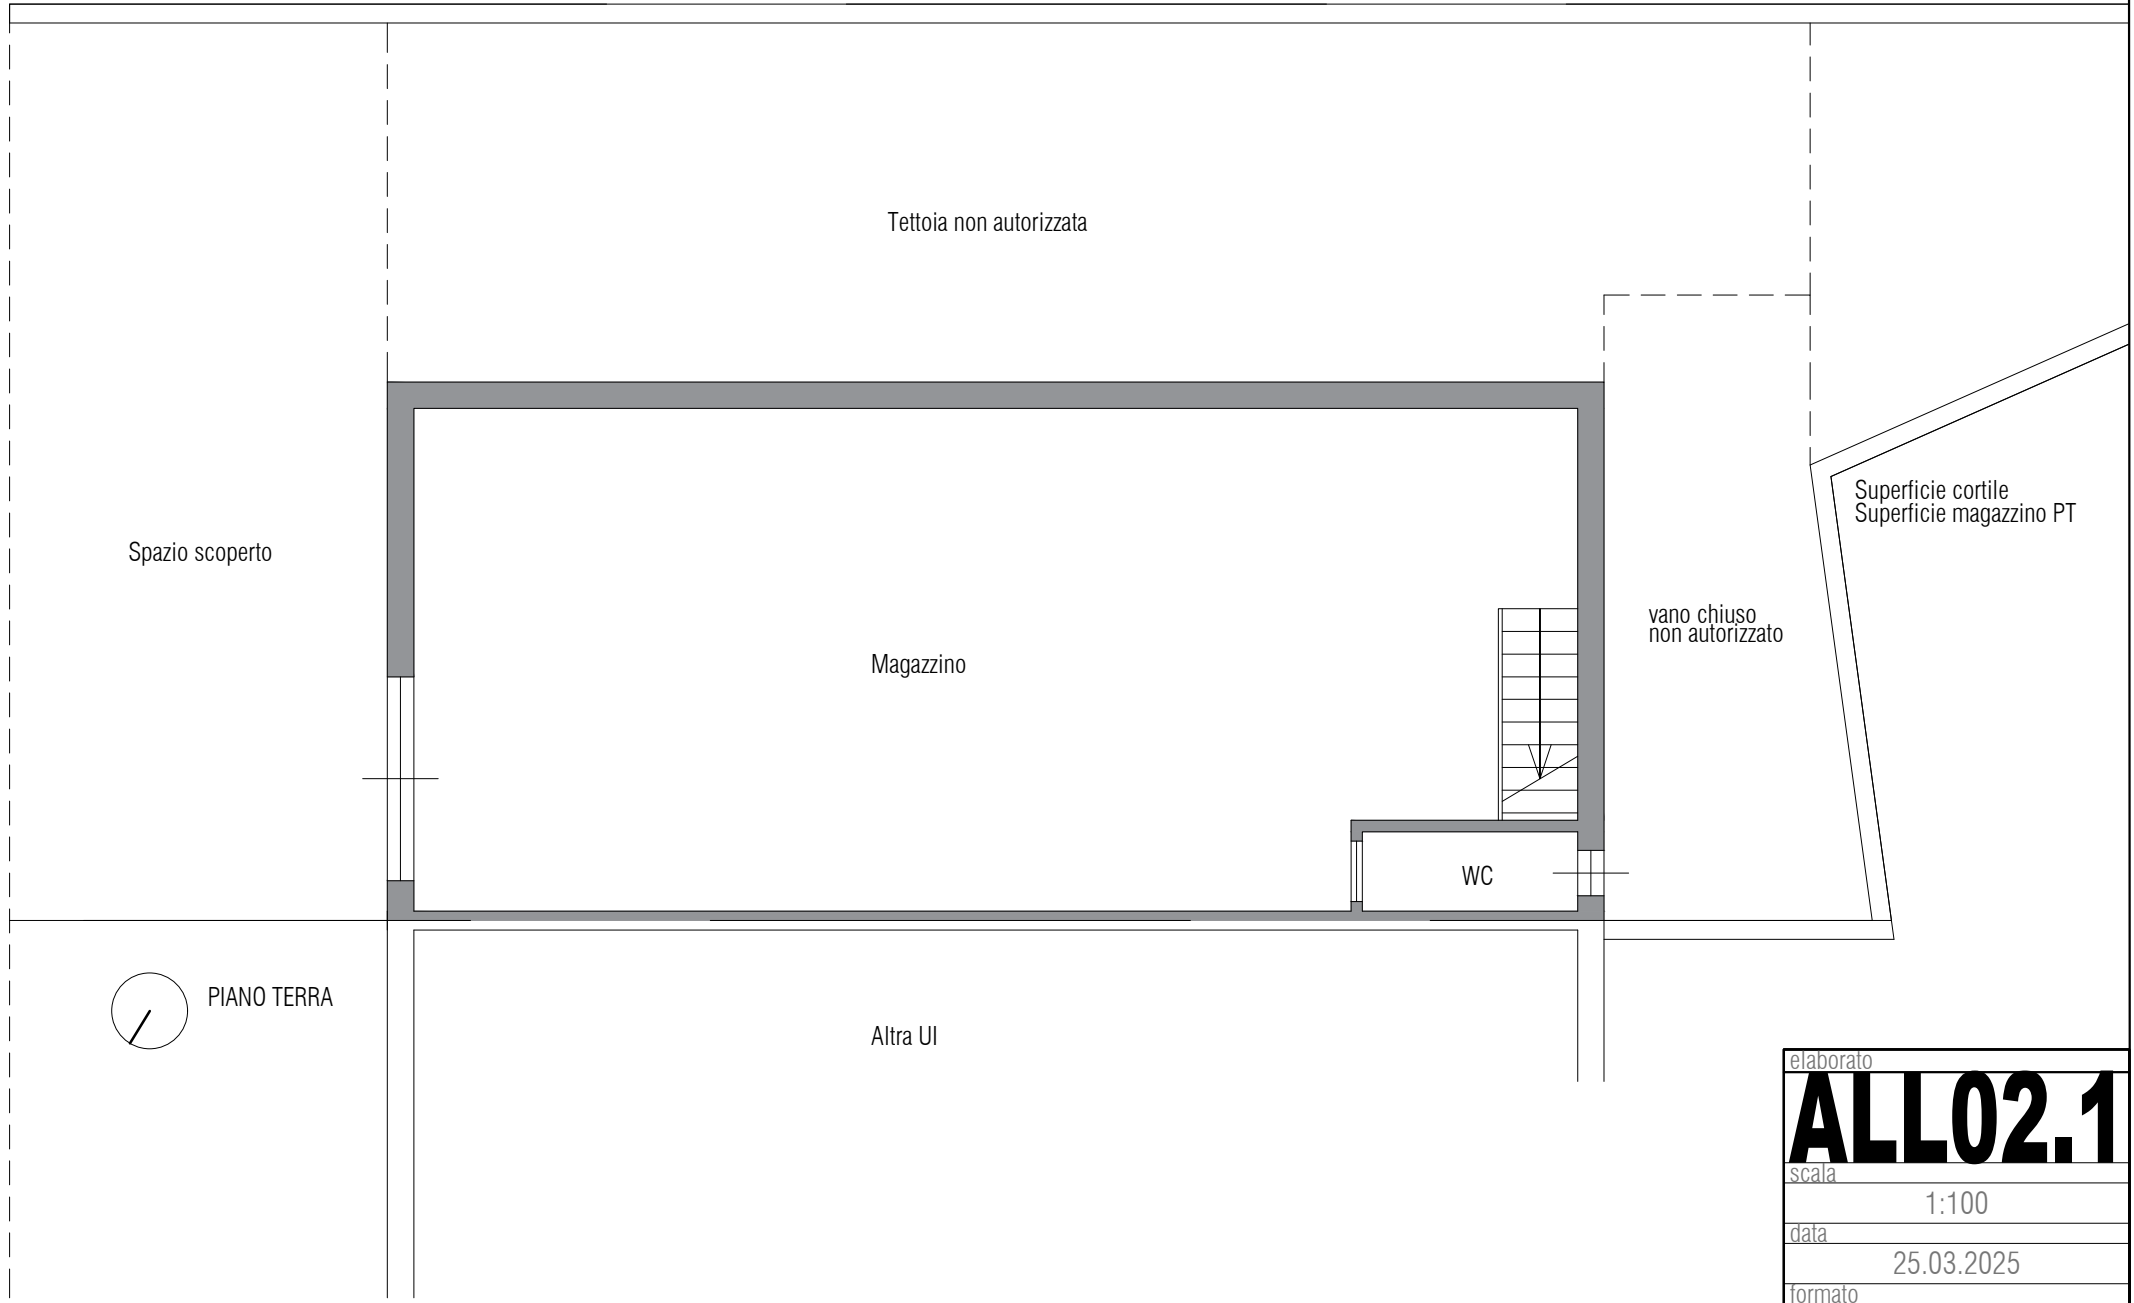 Tettoia non autorizzata
Superficie cortile
Superficie magazzino PT
Spazio scoperto
vano chiuso
non autorizzato
Magazzino
WC
PIANO TERRA
Altra UI
elaborato
ALL02.1
scala
1:100
data
25.03.2025
formato